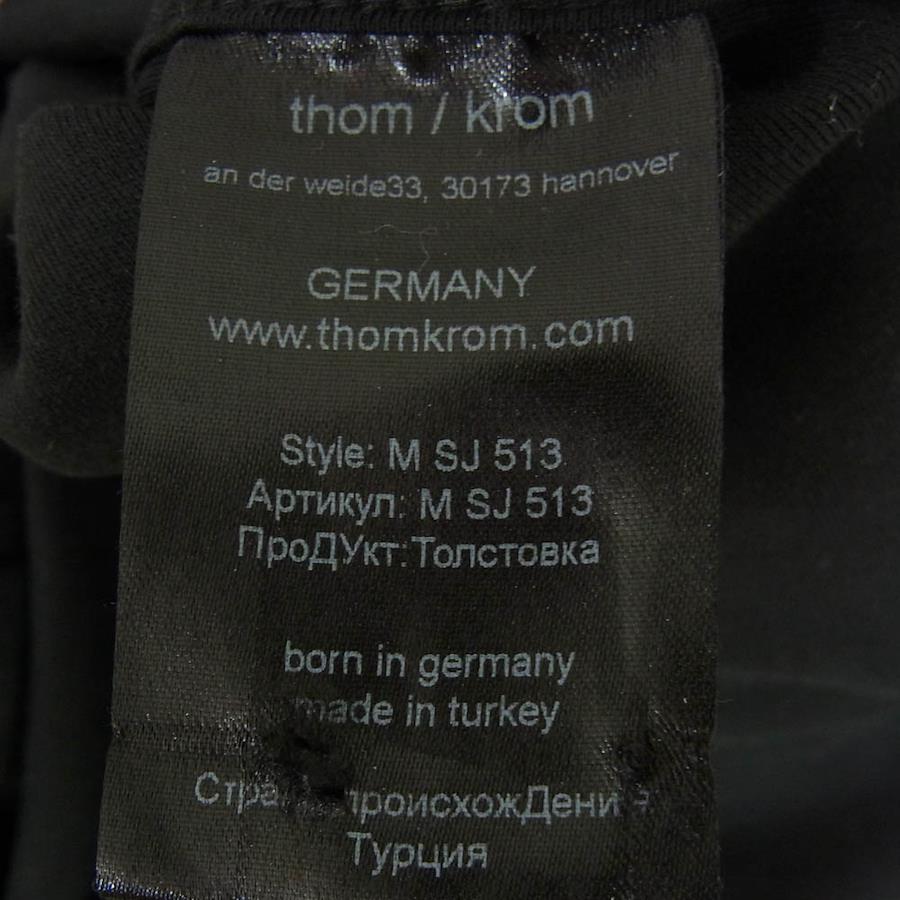 thom / krom
an der weide33, 30173 hannover
GERMANY
www.thomkrom.com
Style: M SJ 513
Артикул: M SJ 513
ПроДУкт:Толстовка
born in germany
made in turkey
происхожДения
Турция